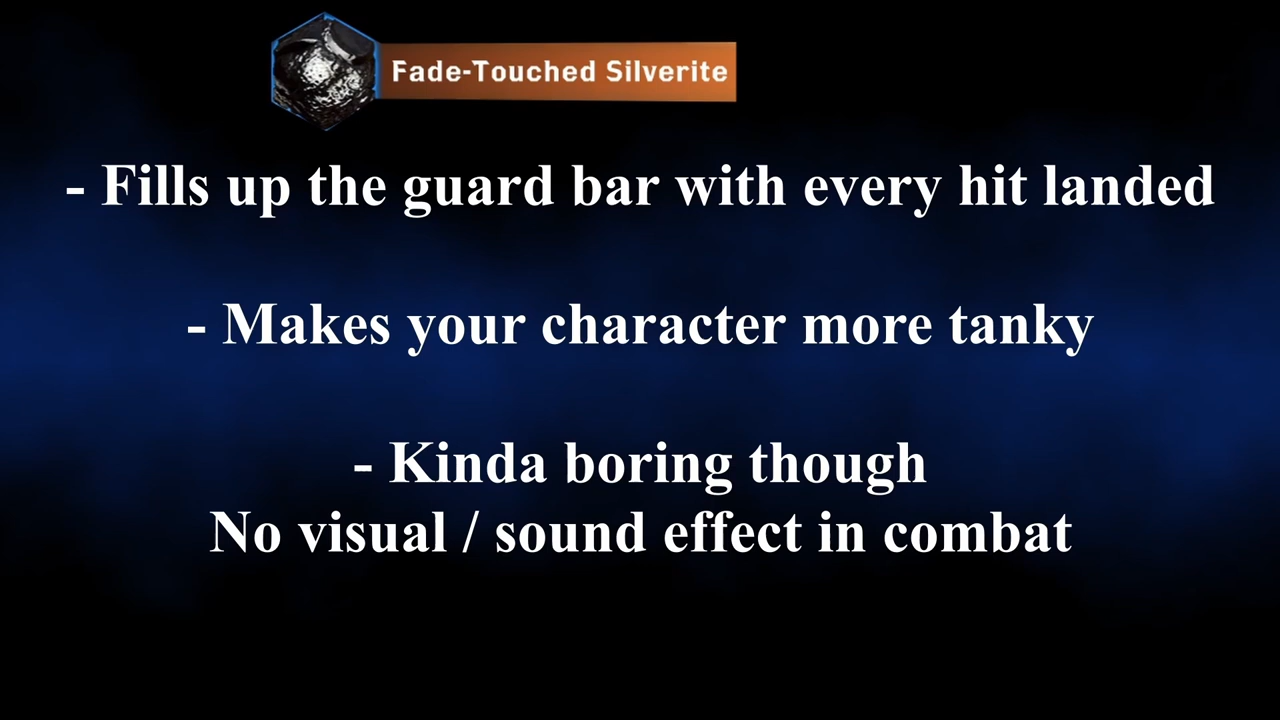 Fade-Touched Silverite
- Fills up the guard bar with every hit landed
- Makes your character more tanky
- Kinda boring though
No visual / sound effect in combat